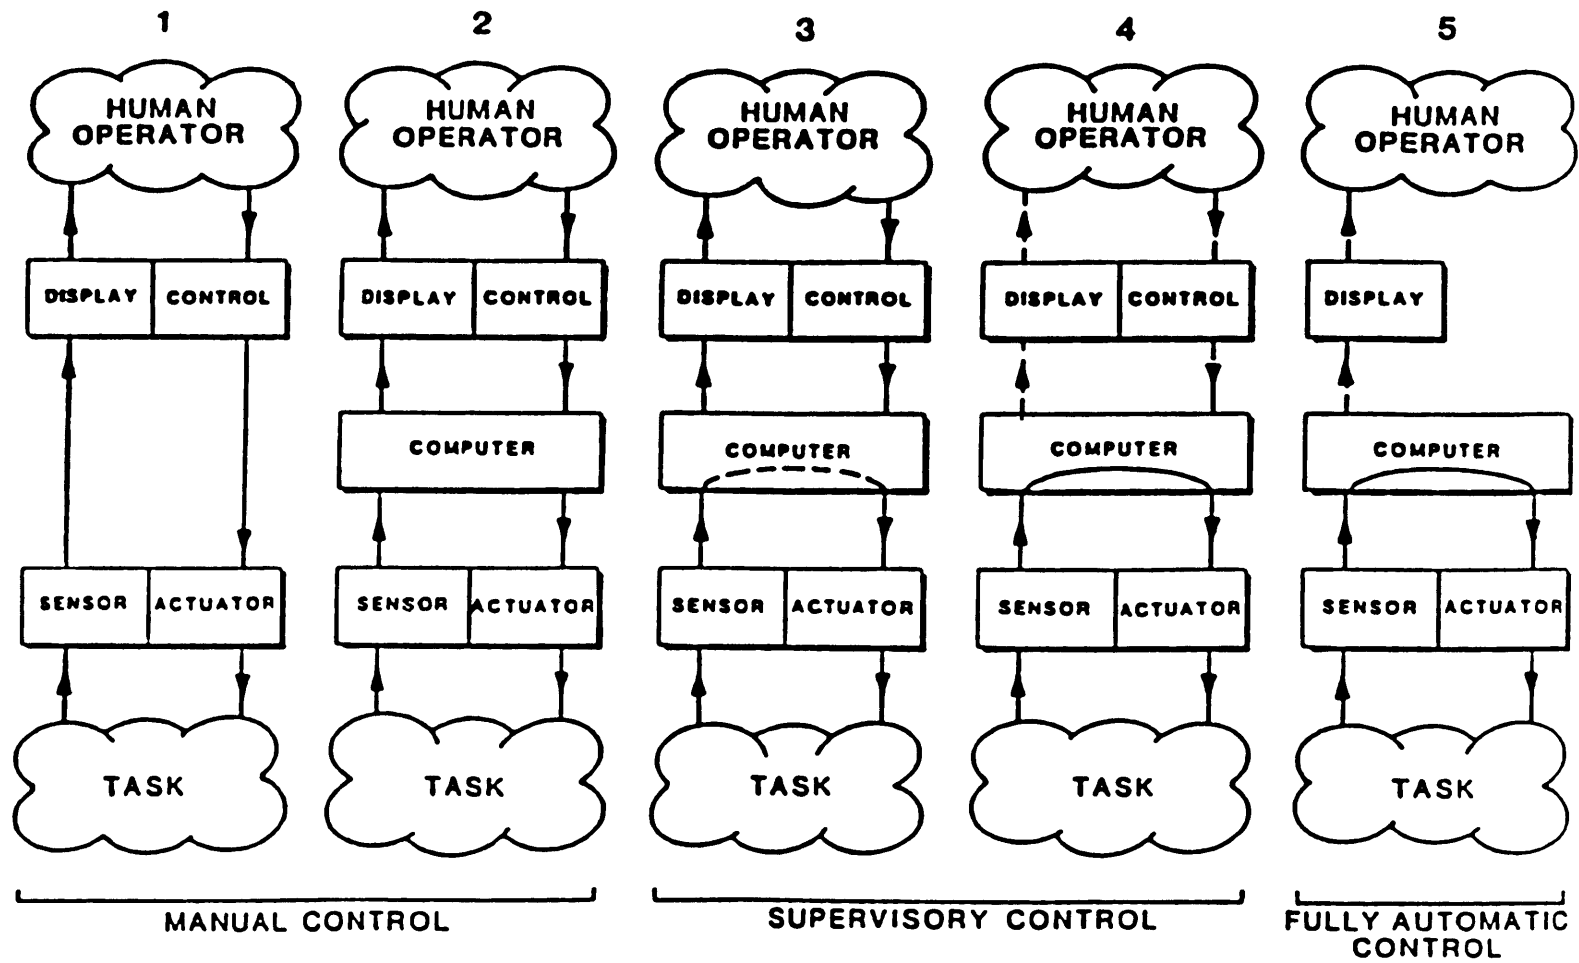 1
HUMAN
OPERATOR
DISPLAY
CONTROL
SENSOR
ACTUATOR
TASK
2
HUMAN
OPERATOR
DISPLAY
CONTROL
COMPUTER
SENSOR
ACTUATOR
TASK
MANUAL CONTROL
3
HUMAN
OPERATOR
DISPLAY
CONTROL
COMPUTER
SENSOR
ACTUATOR
TASK
4
HUMAN
OPERATOR
DISPLAY
CONTROL
COMPUTER
SENSOR
ACTUATOR
TASK
SUPERVISORY CONTROL
5
HUMAN
OPERATOR
DISPLAY
COMPUTER
SENSOR
ACTUATOR
TASK
FULLY AUTOMATIC
CONTROL